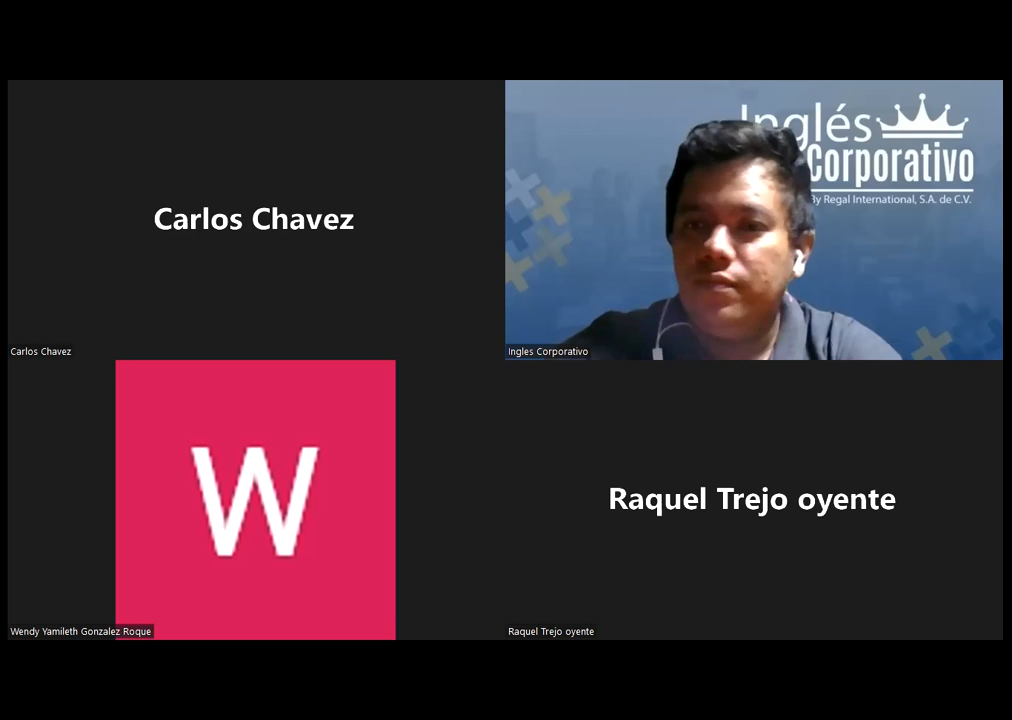 Carlos Chavez
Carlos Chavez
Inglés
Corporativo
By Regal International, S.A. de C.V.
Ingles Corporativo
W
Wendy Yamileth Gonzalez Roque
Raquel Trejo oyente
Raquel Trejo oyente